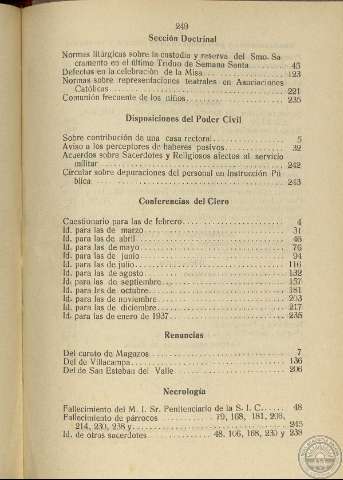 249
Sección Doctrinal
Normas litúrgicas sobre la custodia y reserva del Smo. Sa
cramento en el último Triduo de Semana Santa 45
Defectos en la celebración de la Misa 123
Normas sobre representaciones teatrales en Asociaciones
Católicas 221
Comunión frecuente de los niños 235
Disposiciones del Poder Civil
Sobre contribución de una casa rectoral 5
Aviso a los perceptores de haberes pasivos 32
Acuerdos sobre Sacerdotes y Religiosos afectos al servicio
militar 242
Circular sobre depuraciones del personal en Instrucción Pú
blica 243
Conferencias del Clero
Cuestionario para las de febrero 4
Id. para las de marzo 31
Id. para las de abril 46
Id. para las de mayo 76
Id. para las de junio 94
Id. para las de julio 116
Id. para las de agosto 132
Id. para las de septiembre 157
Id. para las de octubre 181
Id. para las de noviembre 203
Id. para las de diciembre 217
Id. para las de enero de 1937 235
Renuncias
Del curato de Magazos 7
Del de Villacampa 136
Del de San Esteban del Valle 206
Necrología
Fallecimiento del M. I. Sr. Penitenciario de la S. I. C. 48
Fallecimiento de párrocos 79, 168, 181, 206,
214, 230, 238 y 245
Id. de otros sacerdotes 48, 106, 168, 230 y 238